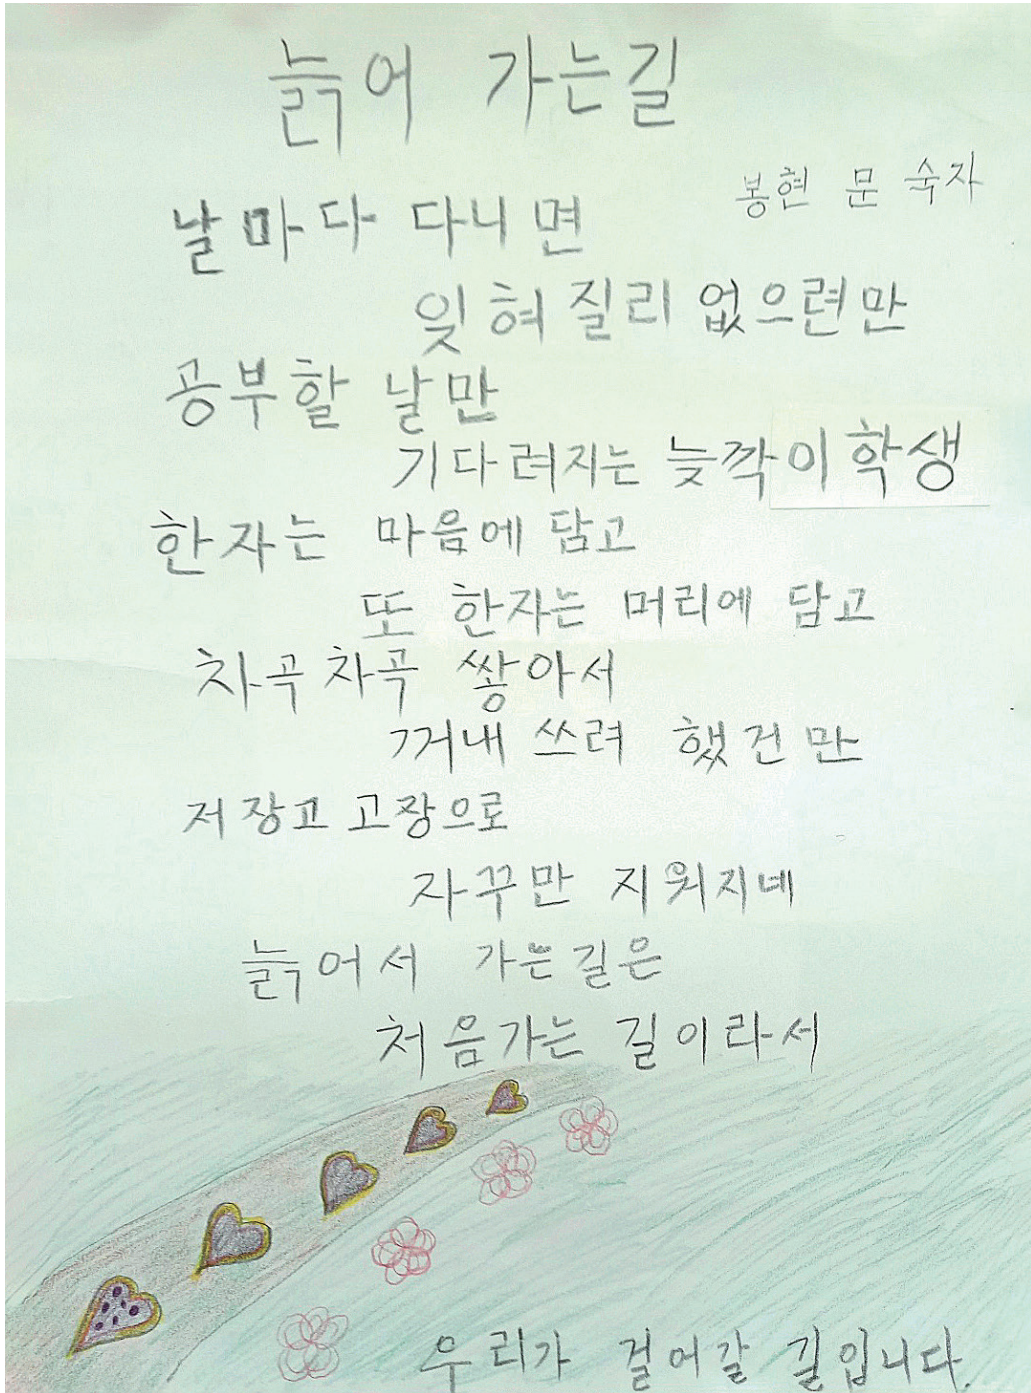 늙어 가는길
봉현 문 숙자
날마다 다니면
잊혀 질리 없으련만
공부할 날만
기다려지는 늦깍이학생
한자는 마음에 담고
또 한자는 머리에 담고
차곡차곡 쌓아서
꺼내 쓰려 했건만
저장고 고장으로
자꾸만 지워지네
늙어서 가는길은
처음가는 길이라서
우리가 걸어갈 길입니다.